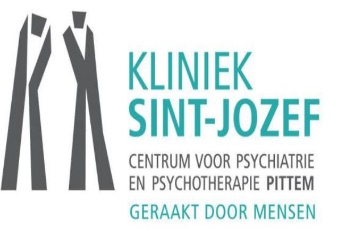 KLINIEK
SINT-JOZEF
CENTRUM VOOR PSYCHIATRIE
EN PSYCHOTHERAPIE PITTEM
GERAAKT DOOR MENSEN